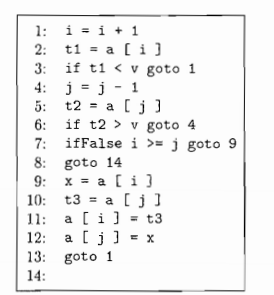 1: i = i + 1
2: t1 = a [ i ]
3: if t1 < v goto 1
4: j = j - 1
5: t2 = a [ j ]
6: if t2 > v goto 4
7: ifFalse i >= j goto 9
8: goto 14
9: x = a [ i ]
10: t3 = a [ j ]
11: a [ i ] = t3
12: a [ j ] = x
13: goto 1
14: